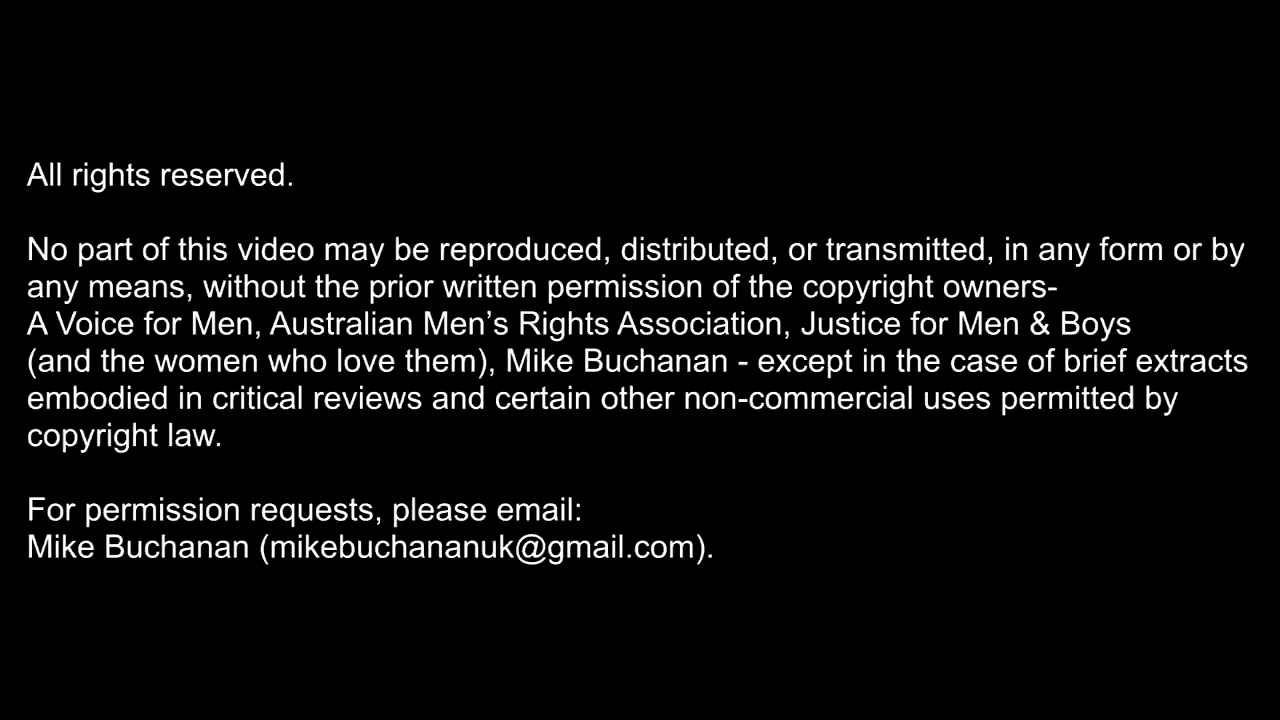 All rights reserved.
No part of this video may be reproduced, distributed, or transmitted, in any form or by
any means, without the prior written permission of the copyright owners-
A Voice for Men, Australian Men’s Rights Association, Justice for Men & Boys
(and the women who love them), Mike Buchanan - except in the case of brief extracts
embodied in critical reviews and certain other non-commercial uses permitted by
copyright law.
For permission requests, please email:
Mike Buchanan (mikebuchananuk@gmail.com).